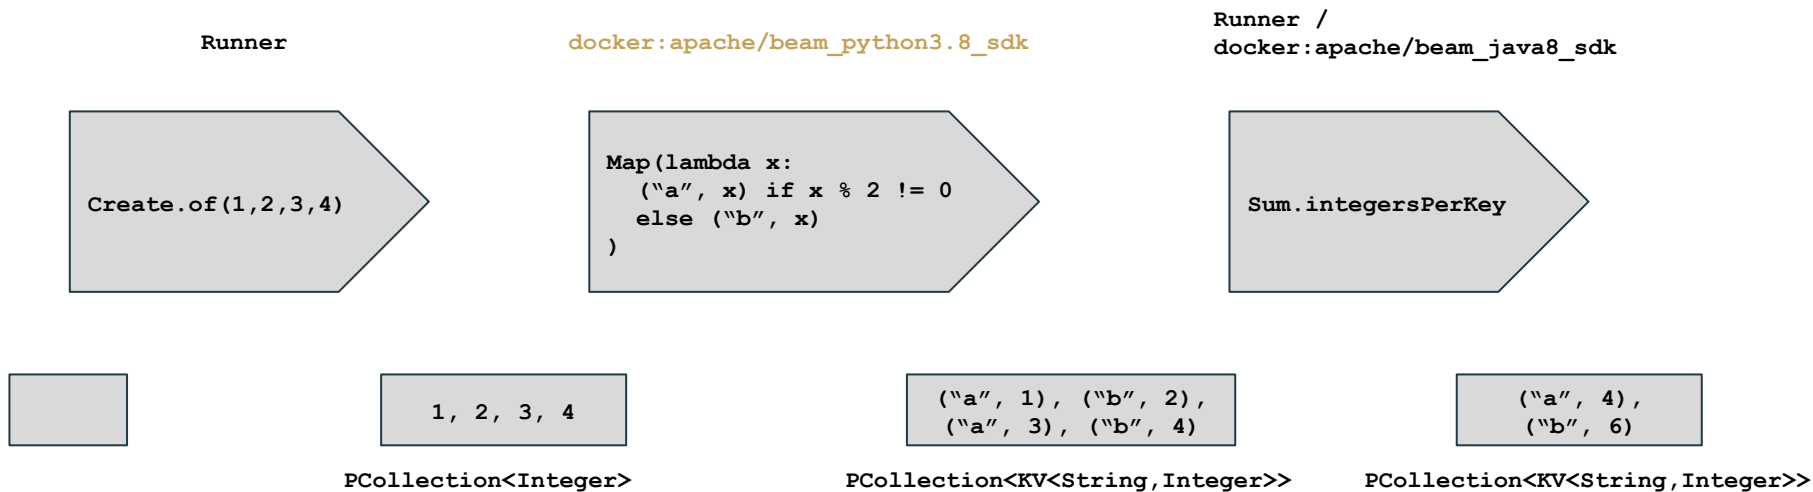 Runner
docker:apache/beam_python3.8_sdk
Runner /
docker:apache/beam_java8_sdk
Create.of(1,2,3,4)
Map(lambda x:
(“a”, x) if x % 2 != 0
else (“b”, x)
)
Sum.integersPerKey
1, 2, 3, 4
(“a”, 1), (“b”, 2),
(“a”, 3), (“b”, 4)
(“a”, 4),
(“b”, 6)
PCollection<Integer>
PCollection<KV<String,Integer>>
PCollection<KV<String,Integer>>